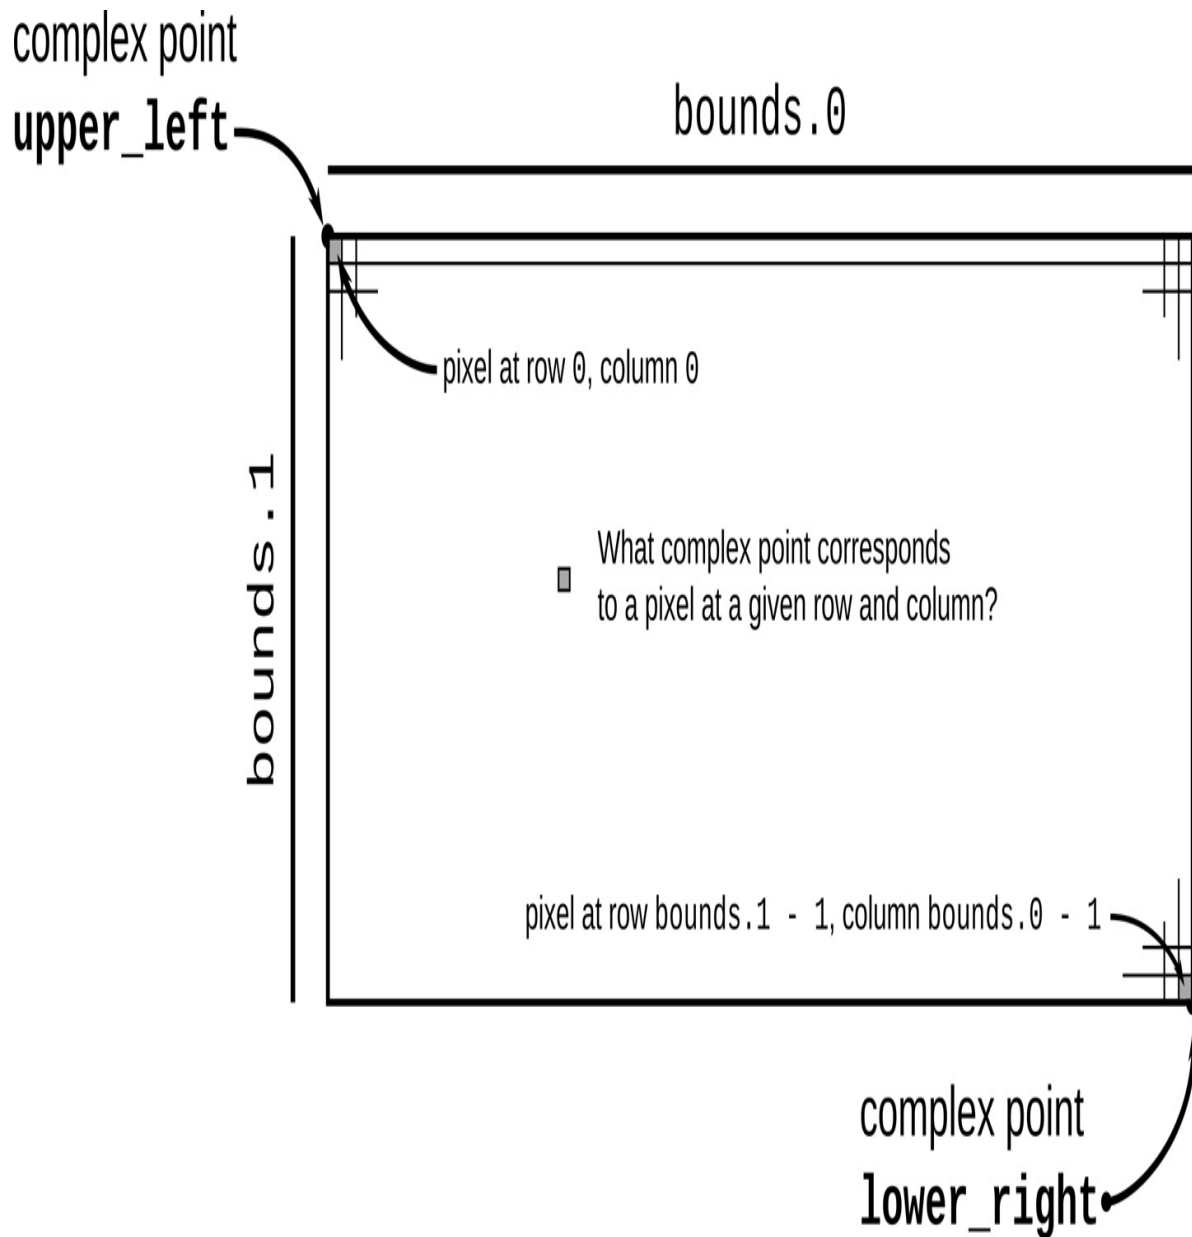 complex point
upper_left
bounds.0
pixel at row 0, column 0
bounds.1
What complex point corresponds
to a pixel at a given row and column?
pixel at row bounds.1 - 1, column bounds.0 - 1
complex point
lower_right